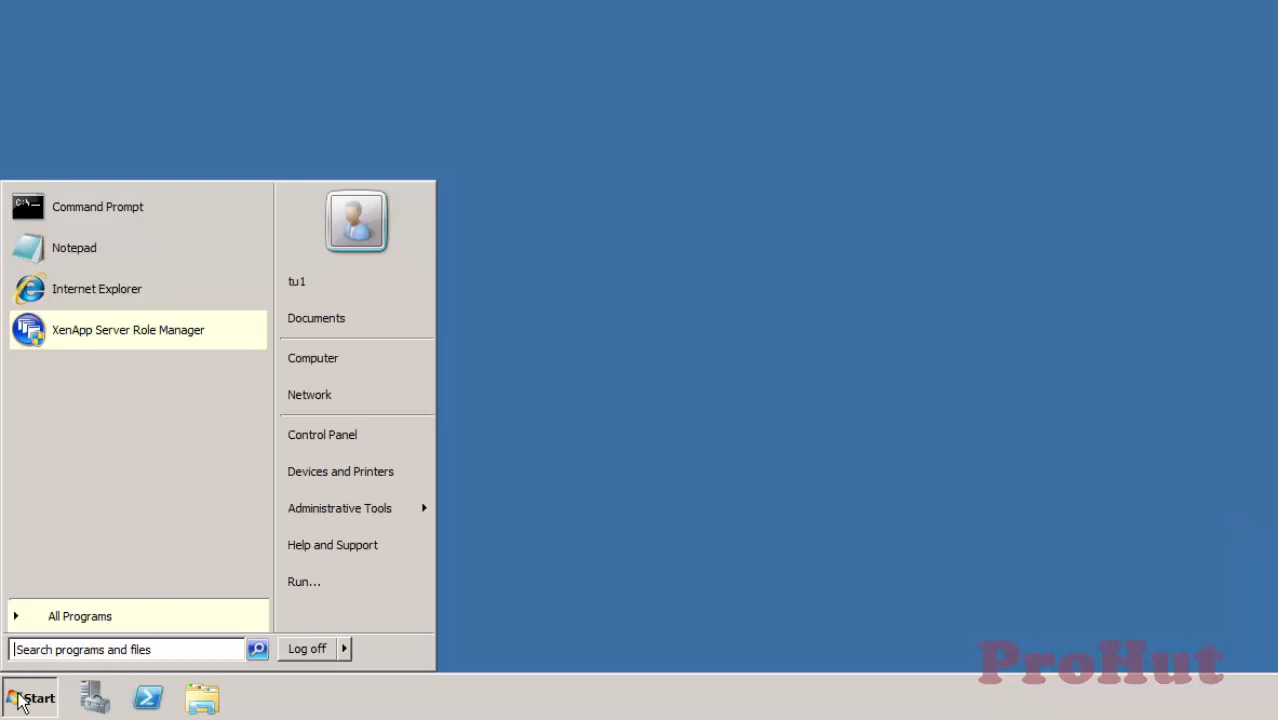 Command Prompt
Notepad
Internet Explorer
XenApp Server Role Manager
All Programs
Search programs and files
tu1
Documents
Computer
Network
Control Panel
Devices and Printers
Administrative Tools
Help and Support
Run...
Log off
Start
ProHut